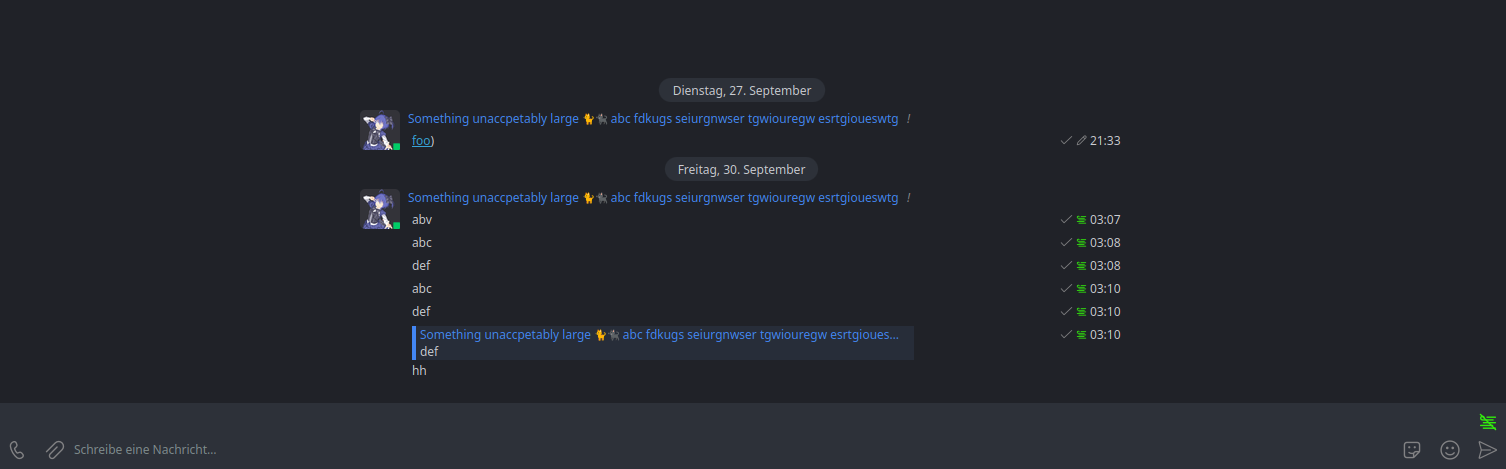 Dienstag, 27. September
Something unaccpetably large 🐈🐈‍⬛ abc fdkugs seiurgnwser tgwiouregw esrtgioueswtg !
foo) 21:33
Freitag, 30. September
Something unaccpetably large 🐈🐈‍⬛ abc fdkugs seiurgnwser tgwiouregw esrtgioueswtg !
abv 03:07
abc 03:08
def 03:08
abc 03:10
def 03:10
Something unaccpetably large 🐈🐈‍⬛ abc fdkugs seiurgnwser tgwiouregw esrtgioues... 03:10
def
hh
Schreibe eine Nachricht...